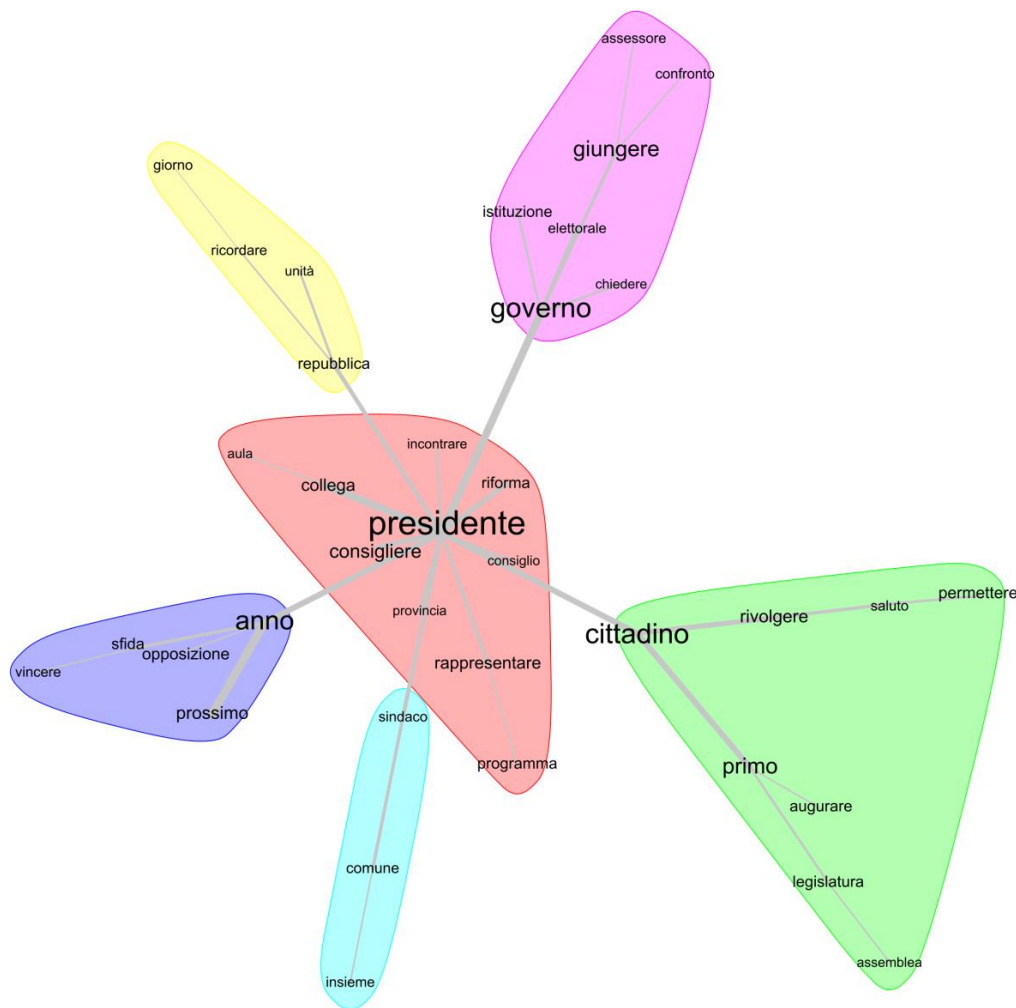 assessore
confronto
giungere
giorno
istituzione
elettorale
ricordare
unità
chiedere
governo
repubblica
incontrare
aula
collega
riforma
presidente
consigliere
consiglio
permettere
saluto
provincia
rivolgere
anno
cittadino
sfida
opposizione
rappresentare
vincere
prossimo
sindaco
programma
primo
augurare
comune
legislatura
assemblea
insieme